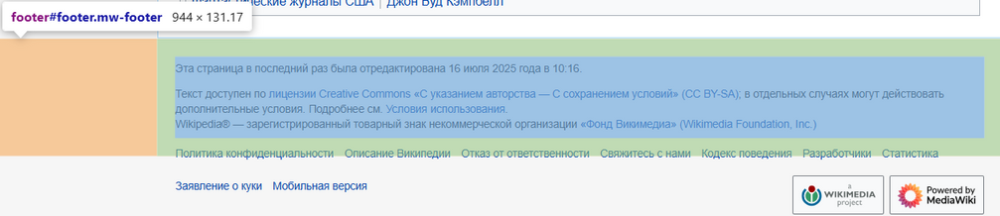 Фантастические журналы США | Джон Вуд Кэмпбелл
footer#footer.mw-footer 944 × 131.17
Эта страница в последний раз была отредактирована 16 июля 2025 года в 10:16.
Текст доступен по лицензии Creative Commons «С указанием авторства — С сохранением условий» (CC BY-SA); в отдельных случаях могут действовать
дополнительные условия. Подробнее см. Условия использования.
Wikipedia® — зарегистрированный товарный знак некоммерческой организации «Фонд Викимедиа» (Wikimedia Foundation, Inc.)
Политика конфиденциальности Описание Википедии Отказ от ответственности Свяжитесь с нами Кодекс поведения Разработчики Статистика
Заявление о куки Мобильная версия
a
WIKIMEDIA
project
Powered by
MediaWiki